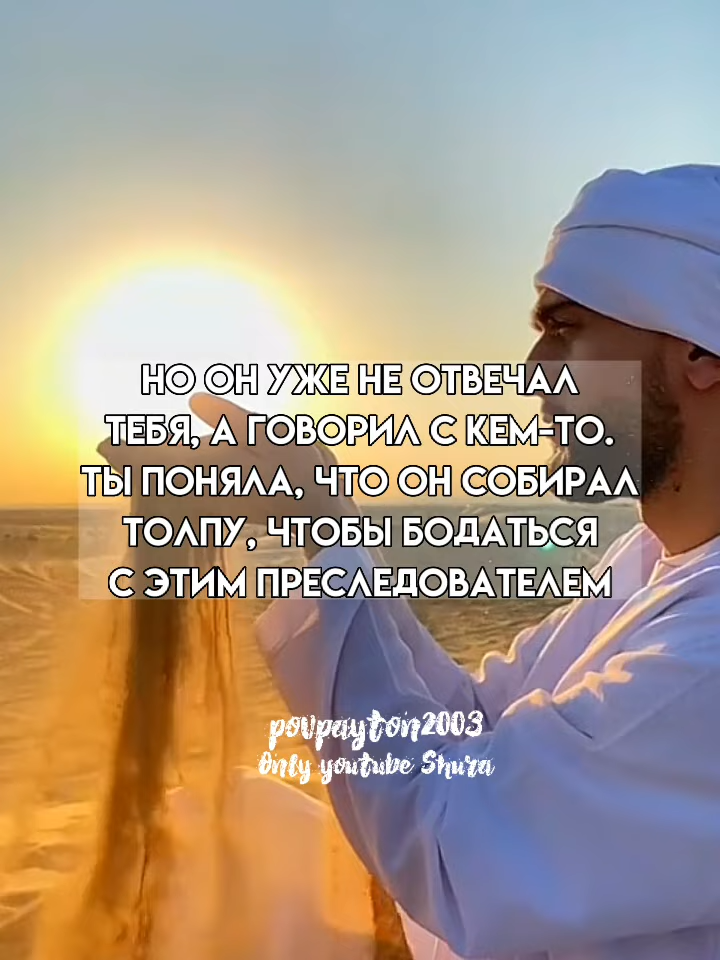 НО ОН УЖЕ НЕ ОТВЕЧАЛ
ТЕБЯ, А ГОВОРИЛ С КЕМ-ТО.
ТЫ ПОНЯЛА, ЧТО ОН СОБИРАЛ
ТОЛПУ, ЧТОБЫ БОДАТЬСЯ
С ЭТИМ ПРЕСЛЕДОВАТЕЛЕМ
povpayton2003
Only youtube Shura